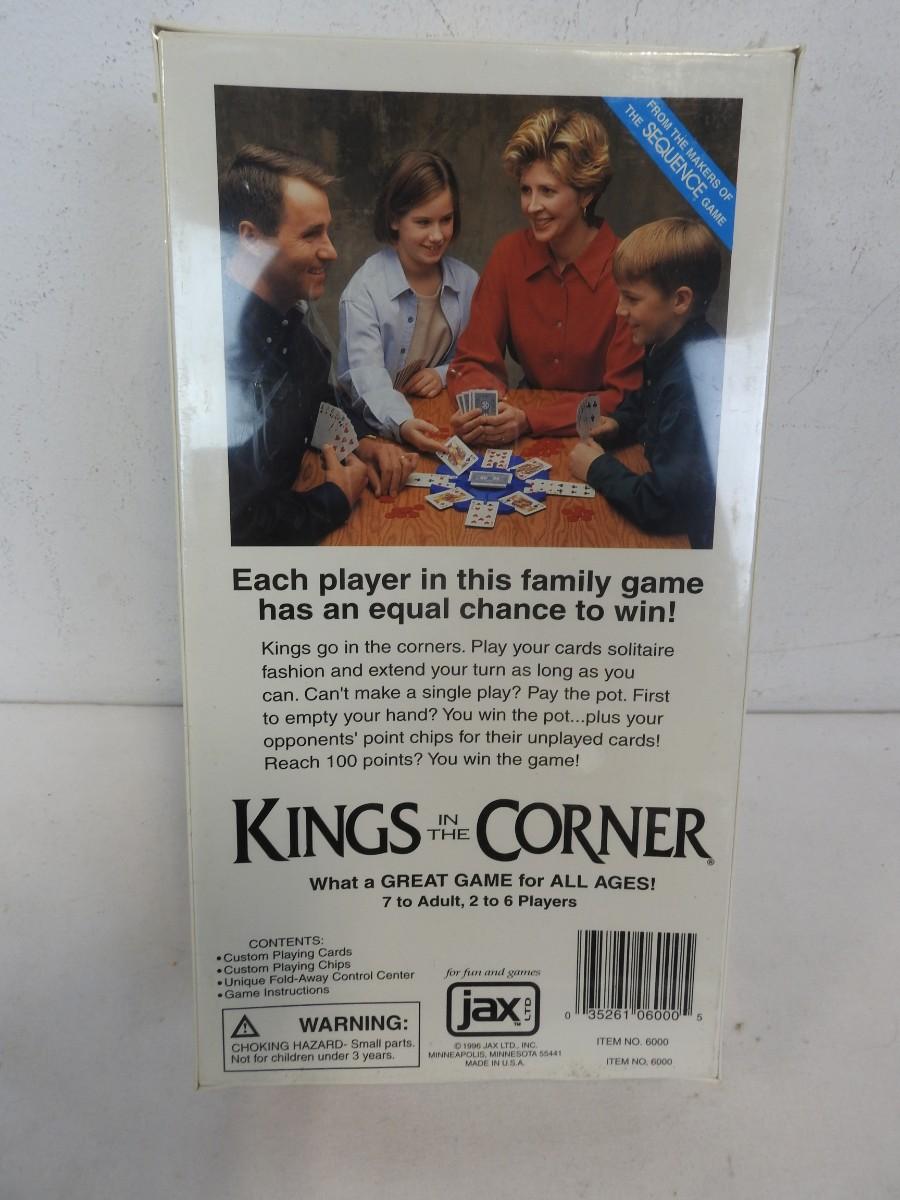 FROM THE MAKERS OF
THE SEQUENCE GAME
Each player in this family game
has an equal chance to win!
Kings go in the corners. Play your cards solitaire
fashion and extend your turn as long as you
can. Can't make a single play? Pay the pot. First
to empty your hand? You win the pot...plus your
opponents' point chips for their unplayed cards!
Reach 100 points? You win the game!
KINGS IN THE CORNER®
What a GREAT GAME for ALL AGES!
7 to Adult, 2 to 6 Players
CONTENTS:
• Custom Playing Cards
• Custom Playing Chips
• Unique Fold-Away Control Center
• Game Instructions
WARNING:
CHOKING HAZARD- Small parts.
Not for children under 3 years.
for fun and games
jax LTD ™
© 1996 JAX LTD., INC.
MINNEAPOLIS, MINNESOTA 55441
MADE IN U.S.A.
0 35261 06000 5
ITEM NO. 6000
ITEM NO. 6000